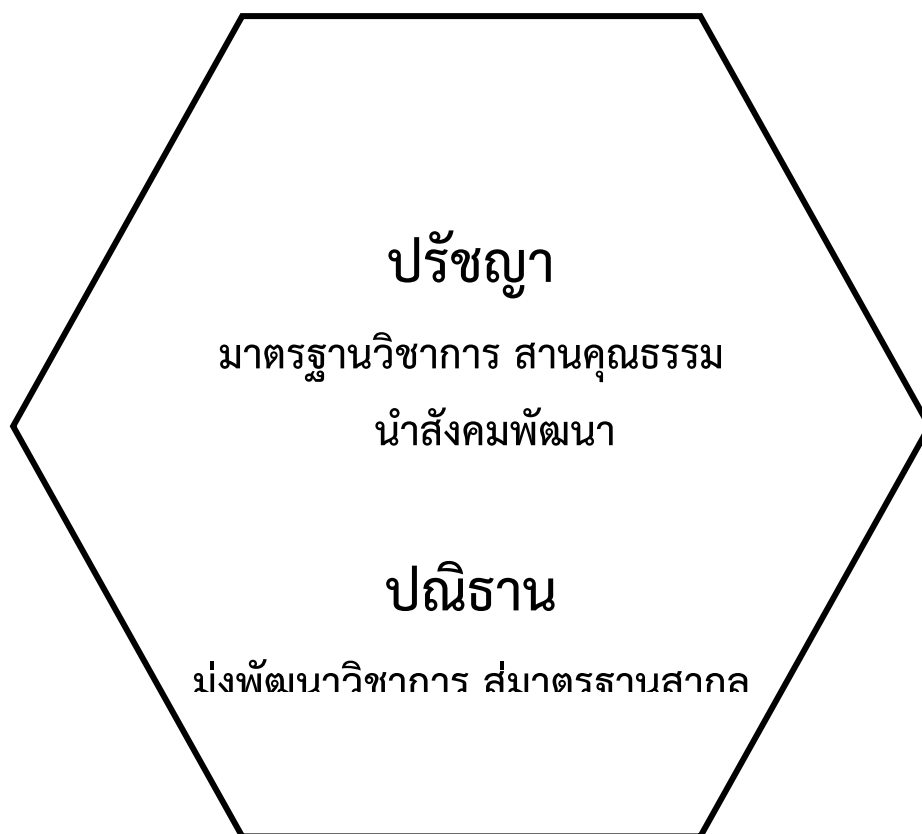 ปรัชญา
มาตรฐานวิชาการ สานคุณธรรม
นำสังคมพัฒนา
ปณิธาน
มุ่งพัฒนาวิชาการ สู่มาตรฐานสากล